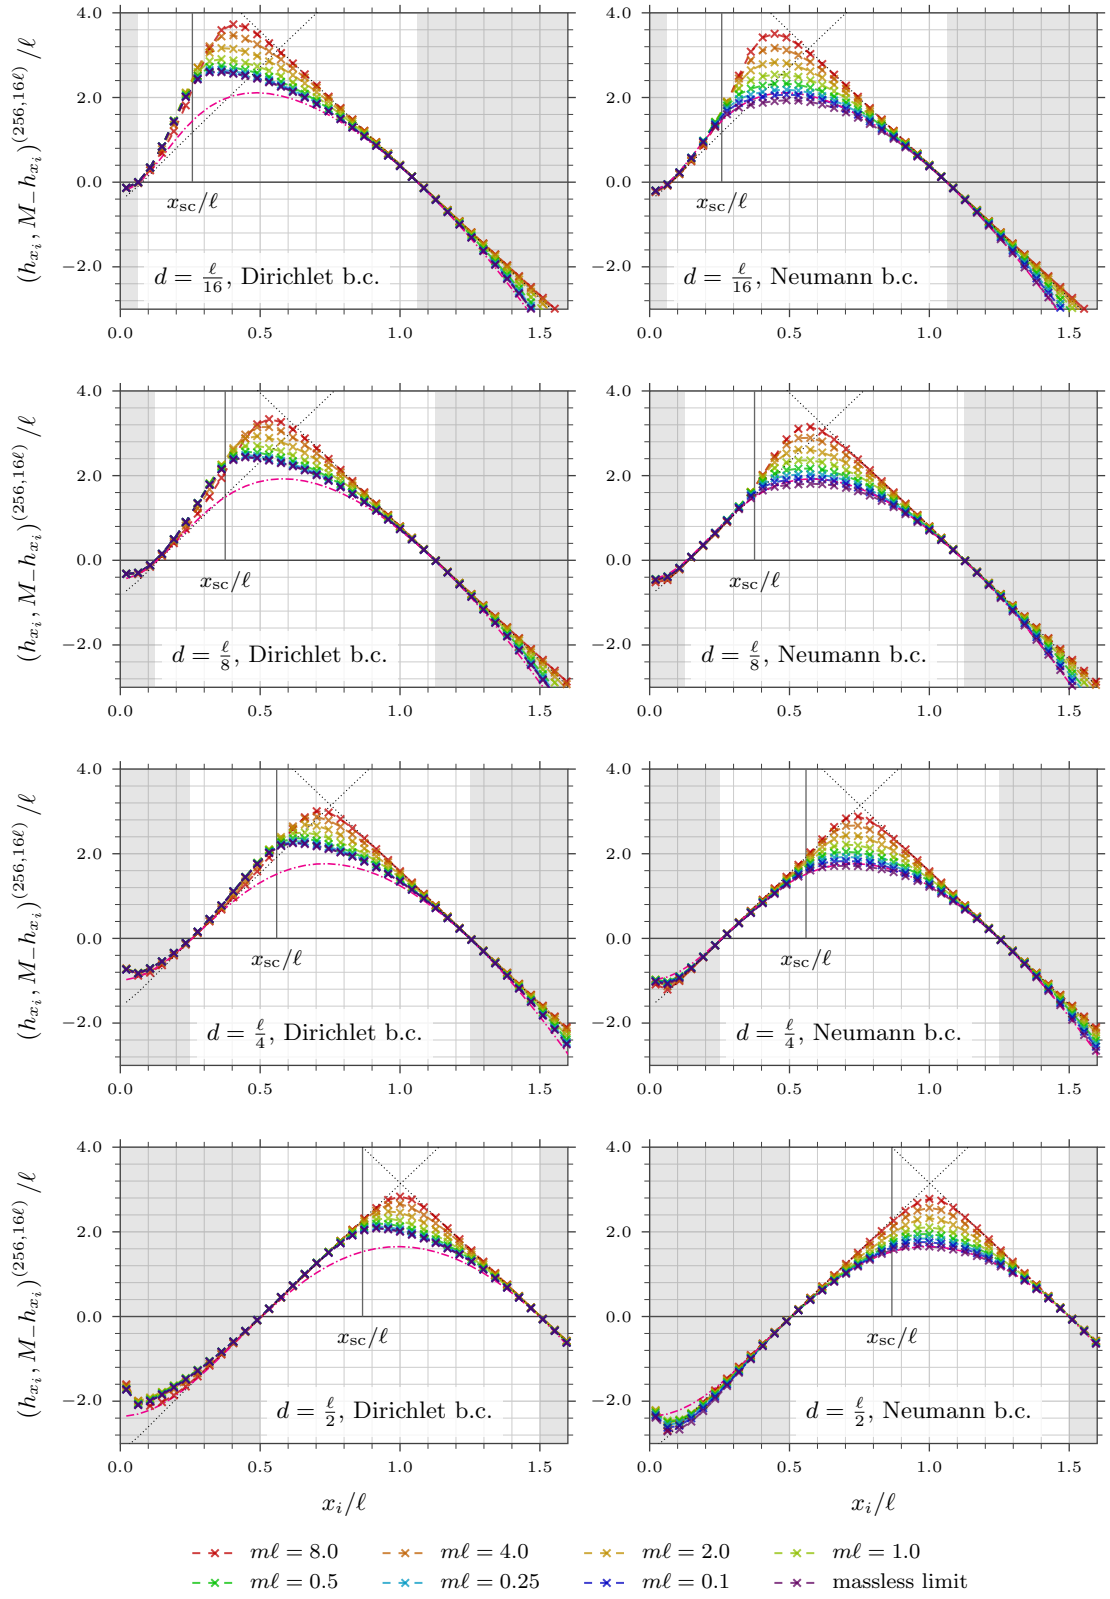 4.0
2.0
0.0
−2.0
(h_{x_i}, M_− h_{x_i})^{(256,16ℓ)} /ℓ
x_sc/ℓ
x_sc/ℓ
d = ℓ/16, Dirichlet b.c.
d = ℓ/16, Neumann b.c.
0.0 0.5 1.0 1.5
0.0 0.5 1.0 1.5
4.0
2.0
0.0
−2.0
4.0
2.0
0.0
−2.0
(h_{x_i}, M_− h_{x_i})^{(256,16ℓ)} /ℓ
x_sc/ℓ
x_sc/ℓ
d = ℓ/8, Dirichlet b.c.
d = ℓ/8, Neumann b.c.
0.0 0.5 1.0 1.5
0.0 0.5 1.0 1.5
4.0
2.0
0.0
−2.0
4.0
2.0
0.0
−2.0
(h_{x_i}, M_− h_{x_i})^{(256,16ℓ)} /ℓ
x_sc/ℓ
x_sc/ℓ
d = ℓ/4, Dirichlet b.c.
d = ℓ/4, Neumann b.c.
0.0 0.5 1.0 1.5
0.0 0.5 1.0 1.5
4.0
2.0
0.0
−2.0
4.0
2.0
0.0
−2.0
(h_{x_i}, M_− h_{x_i})^{(256,16ℓ)} /ℓ
x_sc/ℓ
x_sc/ℓ
d = ℓ/2, Dirichlet b.c.
d = ℓ/2, Neumann b.c.
0.0 0.5 1.0 1.5
0.0 0.5 1.0 1.5
4.0
2.0
0.0
−2.0
x_i/ℓ
x_i/ℓ
mℓ = 8.0 mℓ = 4.0 mℓ = 2.0 mℓ = 1.0
mℓ = 0.5 mℓ = 0.25 mℓ = 0.1 massless limit